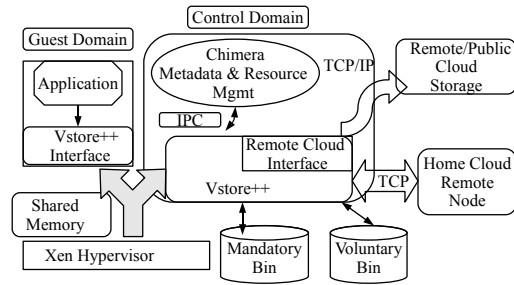 Control Domain
Guest Domain
Chimera
Metadata & Resource
Mgmt
TCP/IP
Remote/Public
Cloud
Storage
Application
IPC
Vstore++
Interface
Remote Cloud
Interface
Home Cloud
Remote
Node
TCP
Vstore++
Shared
Memory
Xen Hypervisor
Mandatory
Bin
Voluntary
Bin